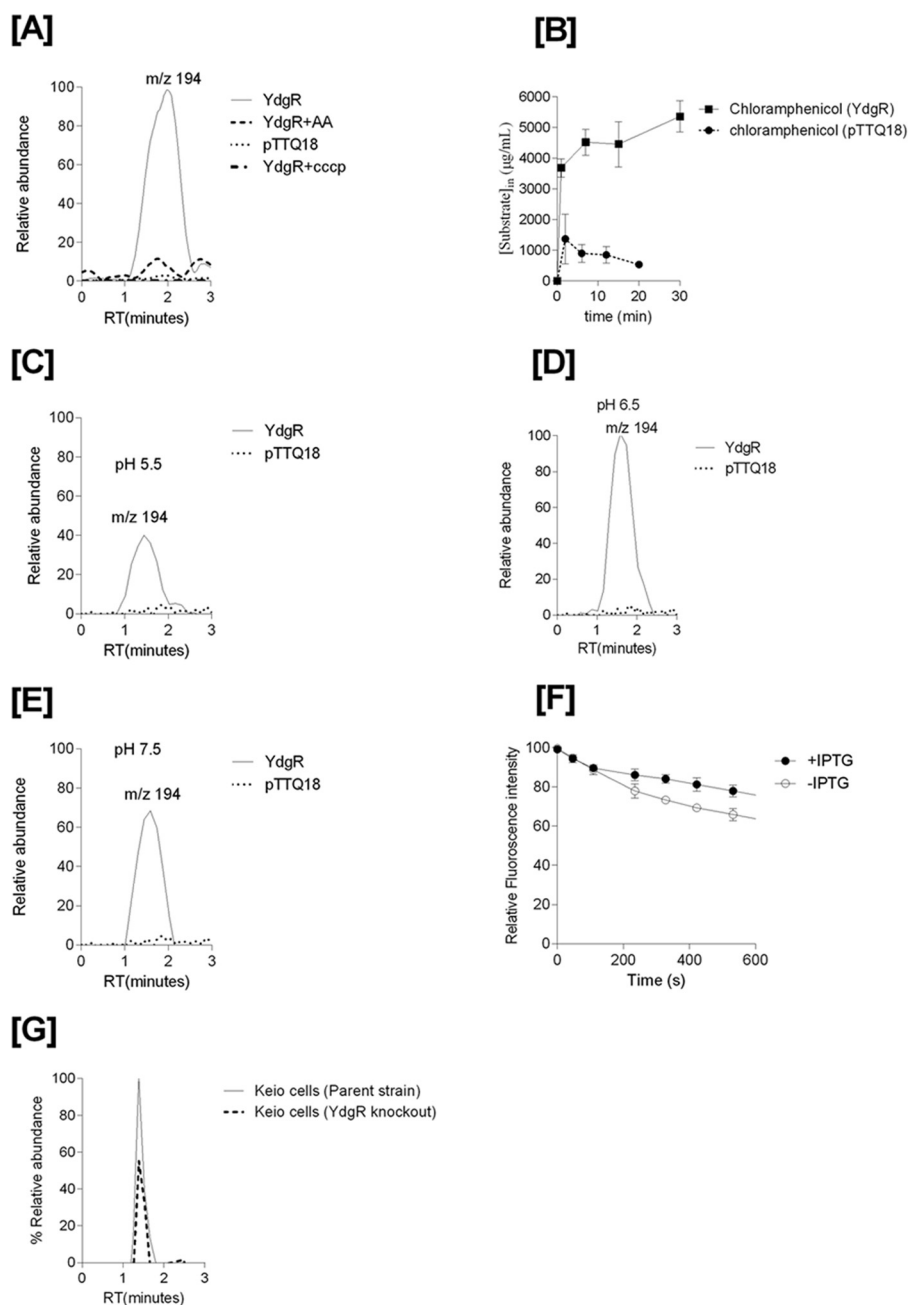 [A]
m/z 194
100
80
60
40
20
0
Relative abundance
0 1 2 3
RT(minutes)
YdgR
YdgR+AA
pTTQ18
YdgR+cccp
[B]
6000
5000
4000
3000
2000
1000
0
[Substrate]in (µg/mL)
0 10 20 30
time (min)
Chloramphenicol (YdgR)
chloramphenicol (pTTQ18)
[C]
100
80
60
40
20
0
Relative abundance
pH 5.5
m/z 194
0 1 2 3
RT(minutes)
YdgR
pTTQ18
[D]
pH 6.5
m/z 194
100
80
60
40
20
0
Relative abundance
0 1 2 3
RT(minutes)
YdgR
pTTQ18
[E]
pH 7.5
m/z 194
100
80
60
40
20
0
Relative abundance
0 1 2 3
RT(minutes)
YdgR
pTTQ18
[F]
100
80
60
40
20
0
Relative Fluoroscence intensity
0 200 400 600
Time (s)
+IPTG
-IPTG
[G]
100
80
60
40
20
0
% Relative abundance
0 1 2 3
RT(minutes)
Keio cells (Parent strain)
Keio cells (YdgR knockout)